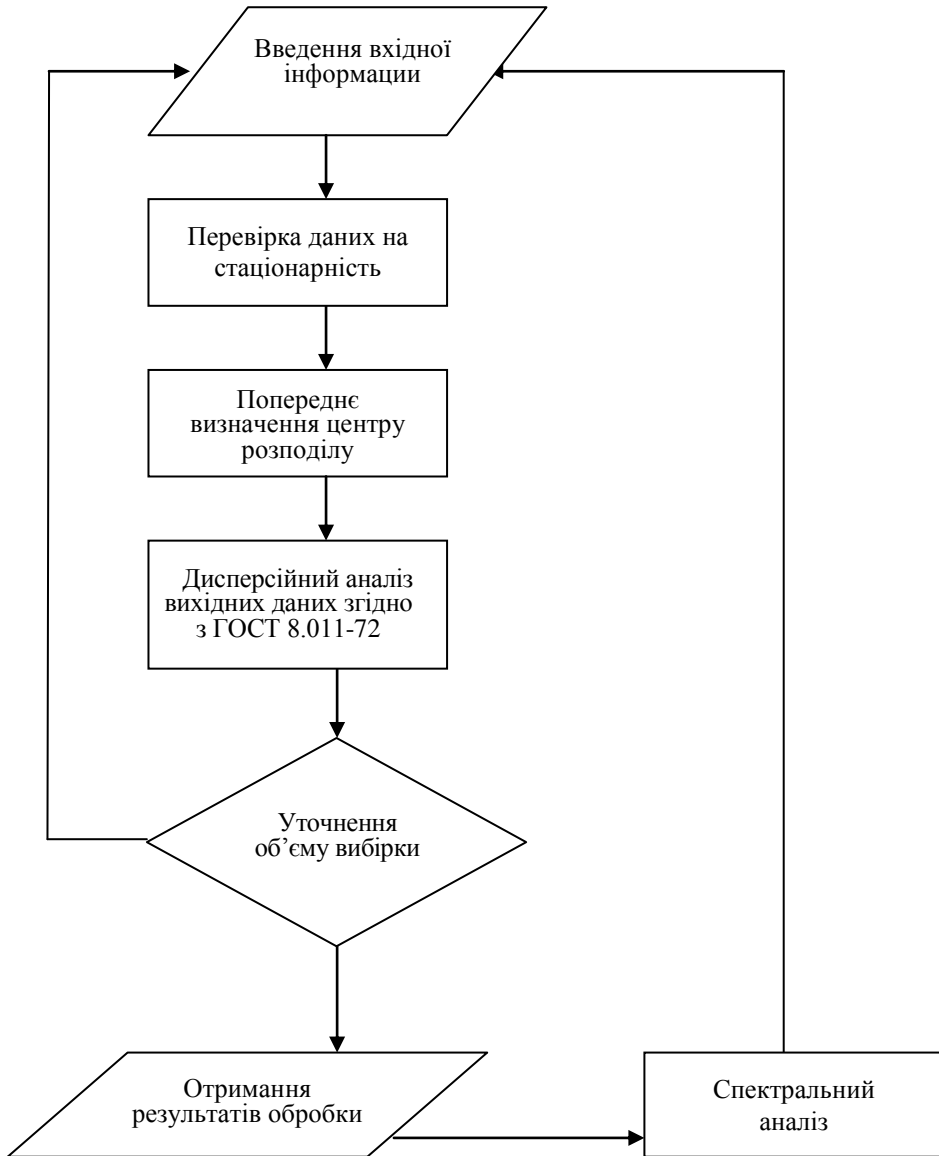 Введення вхідної
інформации
Перевірка даних на
стаціонарність
Попереднє
визначення центру
розподілу
Дисперсійний аналіз
вихідних даних згідно
з ГОСТ 8.011-72
Уточнення
об’єму вибірки
Отримання
результатів обробки
Спектральний
аналіз